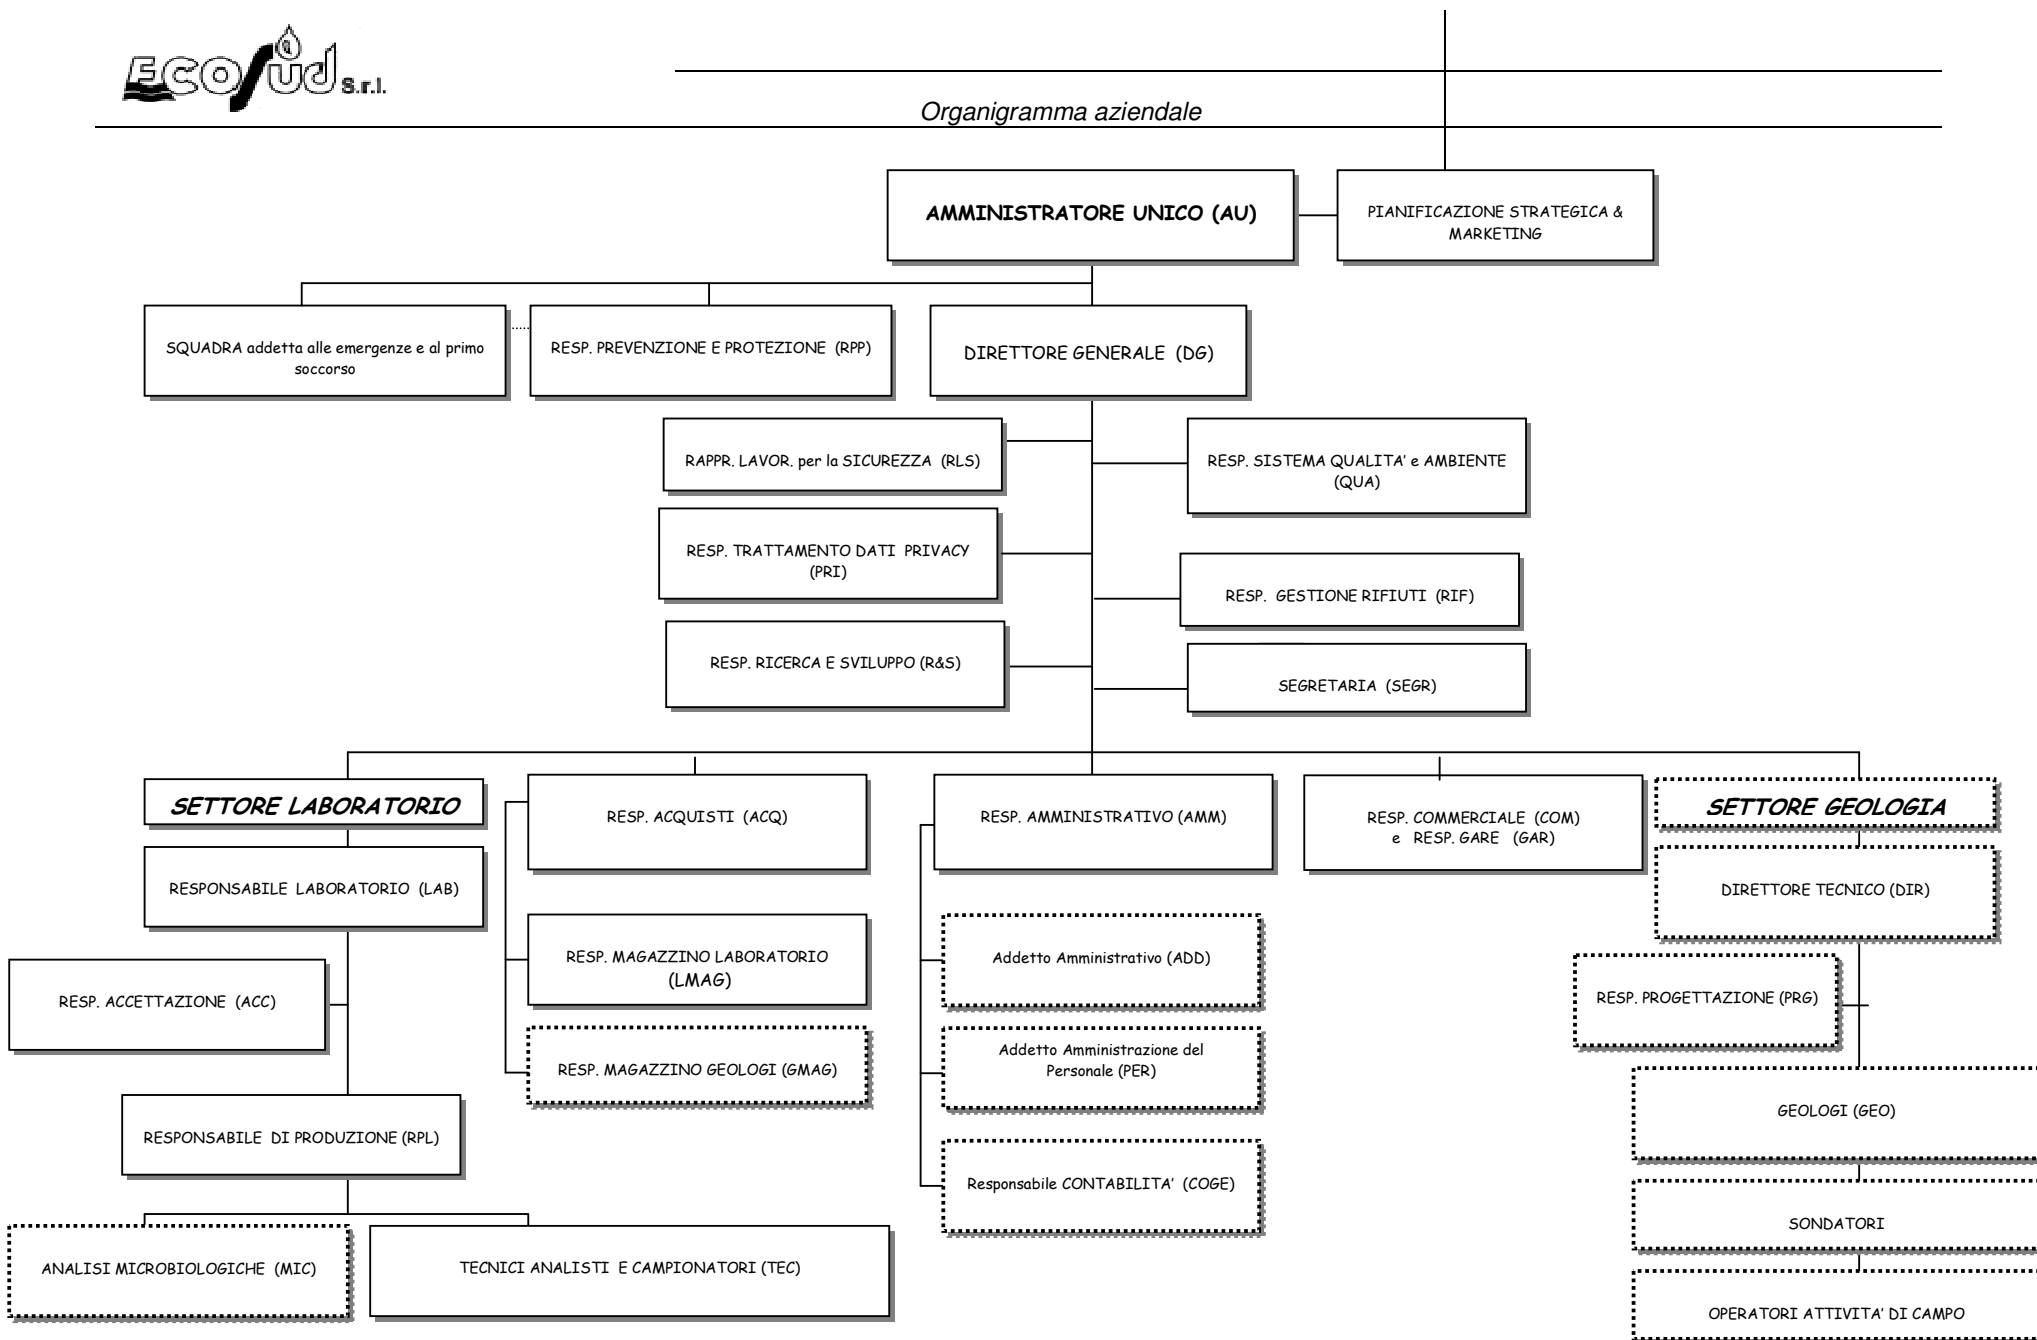 ECOSud S.r.l.
Organigramma aziendale
AMMINISTRATORE UNICO (AU)
PIANIFICAZIONE STRATEGICA &
MARKETING
SQUADRA addetta alle emergenze e al primo
soccorso
RESP. PREVENZIONE E PROTEZIONE (RPP)
DIRETTORE GENERALE (DG)
RAPPR. LAVOR. per la SICUREZZA (RLS)
RESP. SISTEMA QUALITA' e AMBIENTE
(QUA)
RESP. TRATTAMENTO DATI PRIVACY
(PRI)
RESP. GESTIONE RIFIUTI (RIF)
RESP. RICERCA E SVILUPPO (R&S)
SEGRETARIA (SEGR)
SETTORE LABORATORIO
RESP. ACQUISTI (ACQ)
RESP. AMMINISTRATIVO (AMM)
RESP. COMMERCIALE (COM)
e RESP. GARE (GAR)
SETTORE GEOLOGIA
RESPONSABILE LABORATORIO (LAB)
DIRETTORE TECNICO (DIR)
RESP. ACCETTAZIONE (ACC)
RESP. MAGAZZINO LABORATORIO
(LMAG)
Addetto Amministrativo (ADD)
RESP. PROGETTAZIONE (PRG)
RESP. MAGAZZINO GEOLOGI (GMAG)
Addetto Amministrazione del
Personale (PER)
GEOLOGI (GEO)
RESPONSABILE DI PRODUZIONE (RPL)
Responsabile CONTABILITA' (COGE)
SONDATORI
ANALISI MICROBIOLOGICHE (MIC)
TECNICI ANALISTI E CAMPIONATORI (TEC)
OPERATORI ATTIVITA' DI CAMPO